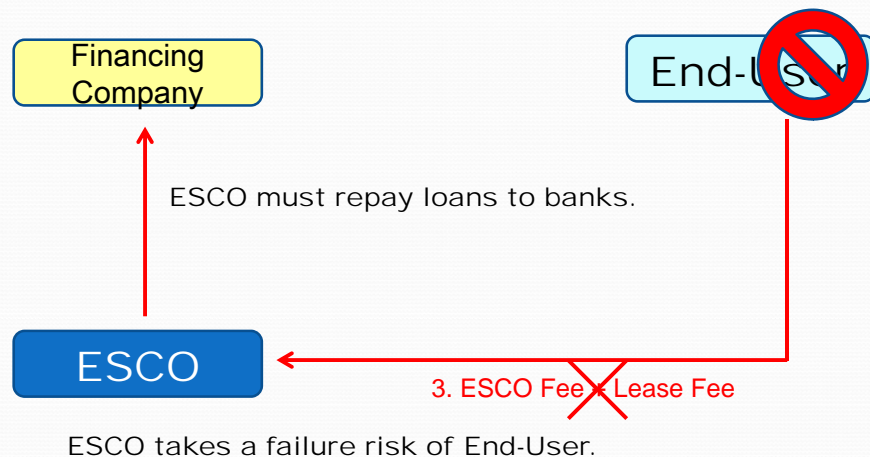 Financing
Company
End-User
ESCO must repay loans to banks.
ESCO
3. ESCO Fee + Lease Fee
ESCO takes a failure risk of End-User.